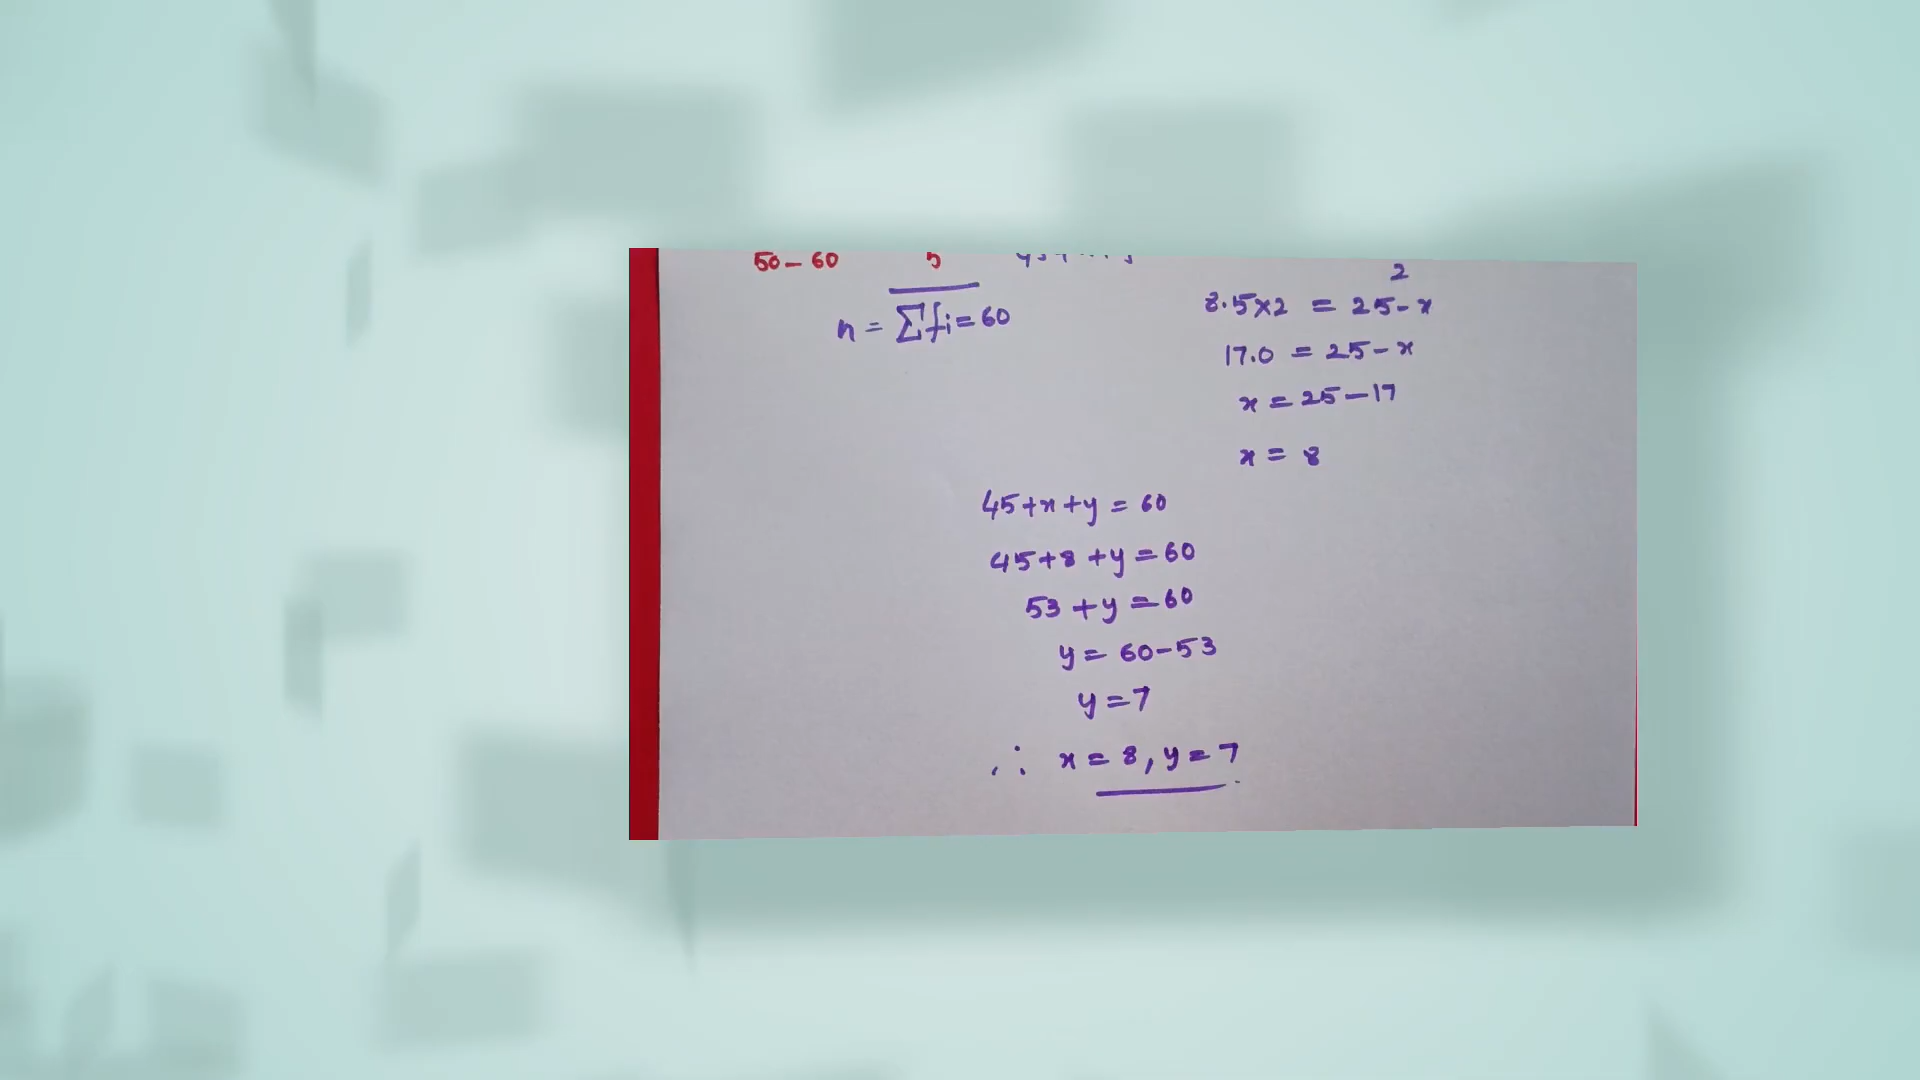 50-60 5
n = Σfi = 60
2
8.5×2 = 25-x
17.0 = 25-x
x = 25-17
x = 8
45+x+y = 60
45+8+y = 60
53+y = 60
y = 60-53
y = 7
∴ x = 8, y = 7